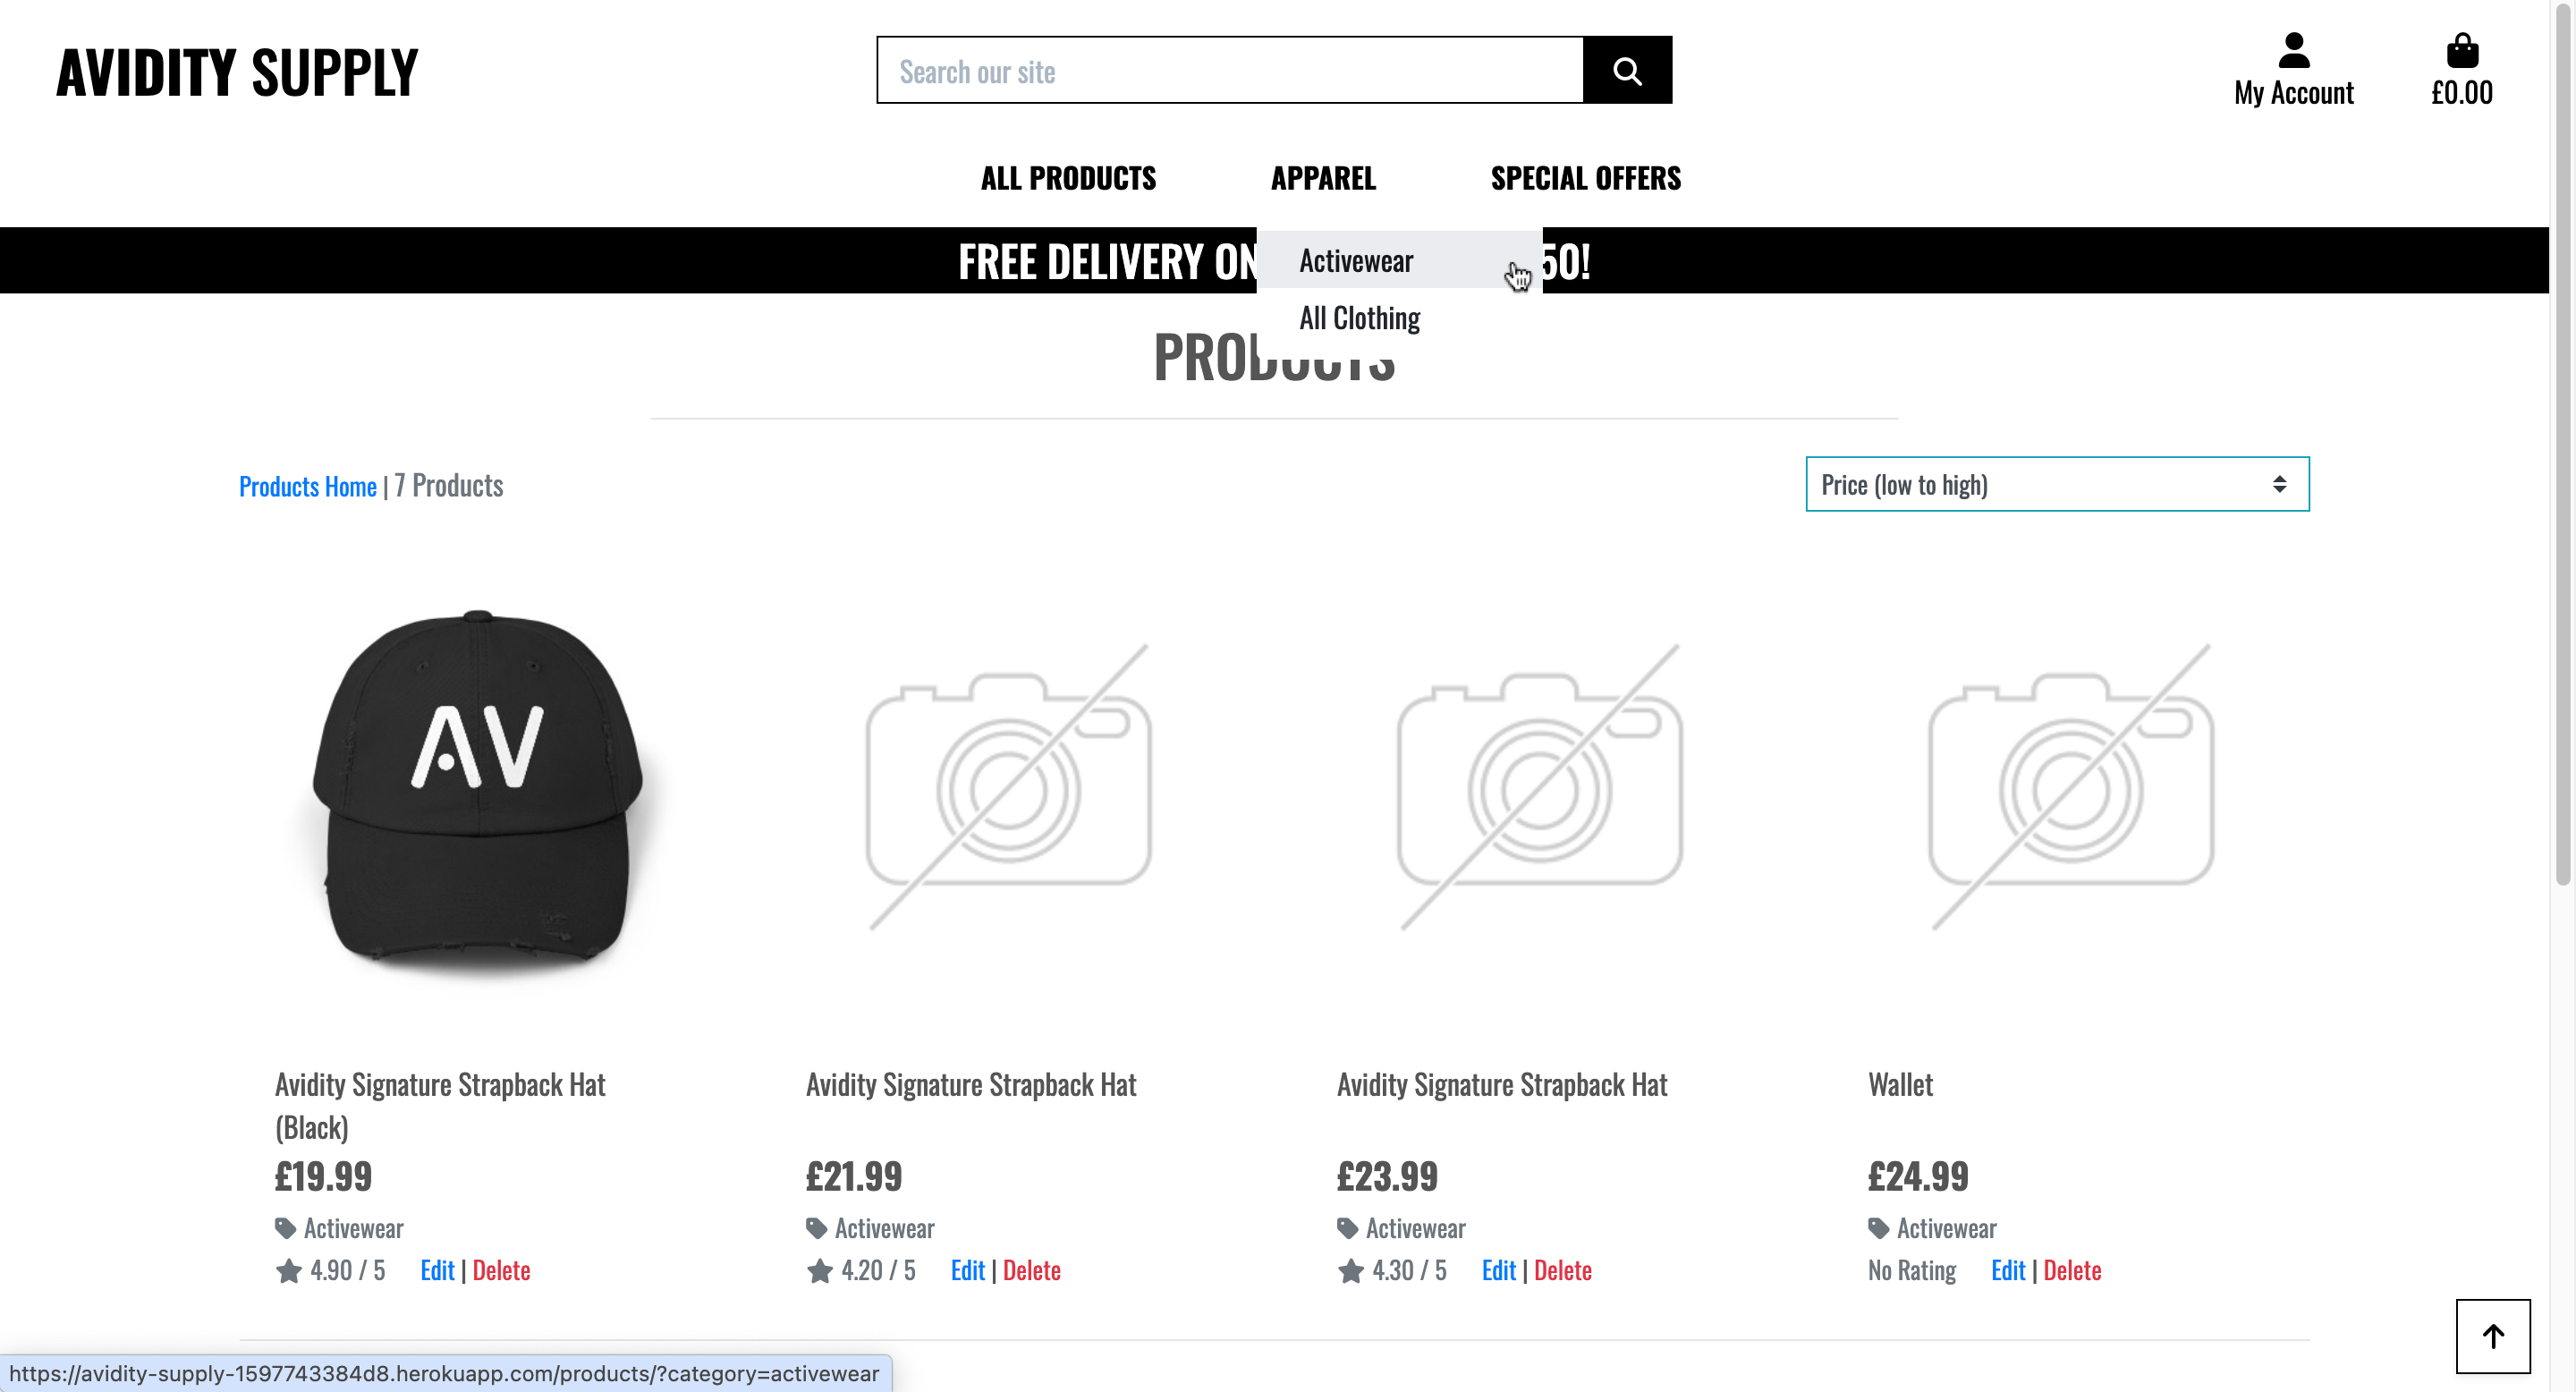 AVIDITY SUPPLY
Search our site
My Account
£0.00
ALL PRODUCTS
APPAREL
SPECIAL OFFERS
FREE DELIVERY ON
50!
Activewear
All Clothing
PRODUCTS
Products Home | 7 Products
Price (low to high)
AV
Avidity Signature Strapback Hat
(Black)
£19.99
Activewear
4.90 / 5 Edit | Delete
Avidity Signature Strapback Hat
£21.99
Activewear
4.20 / 5 Edit | Delete
Avidity Signature Strapback Hat
£23.99
Activewear
4.30 / 5 Edit | Delete
Wallet
£24.99
Activewear
No Rating Edit | Delete
https://avidity-supply-1597743384d8.herokuapp.com/products/?category=activewear